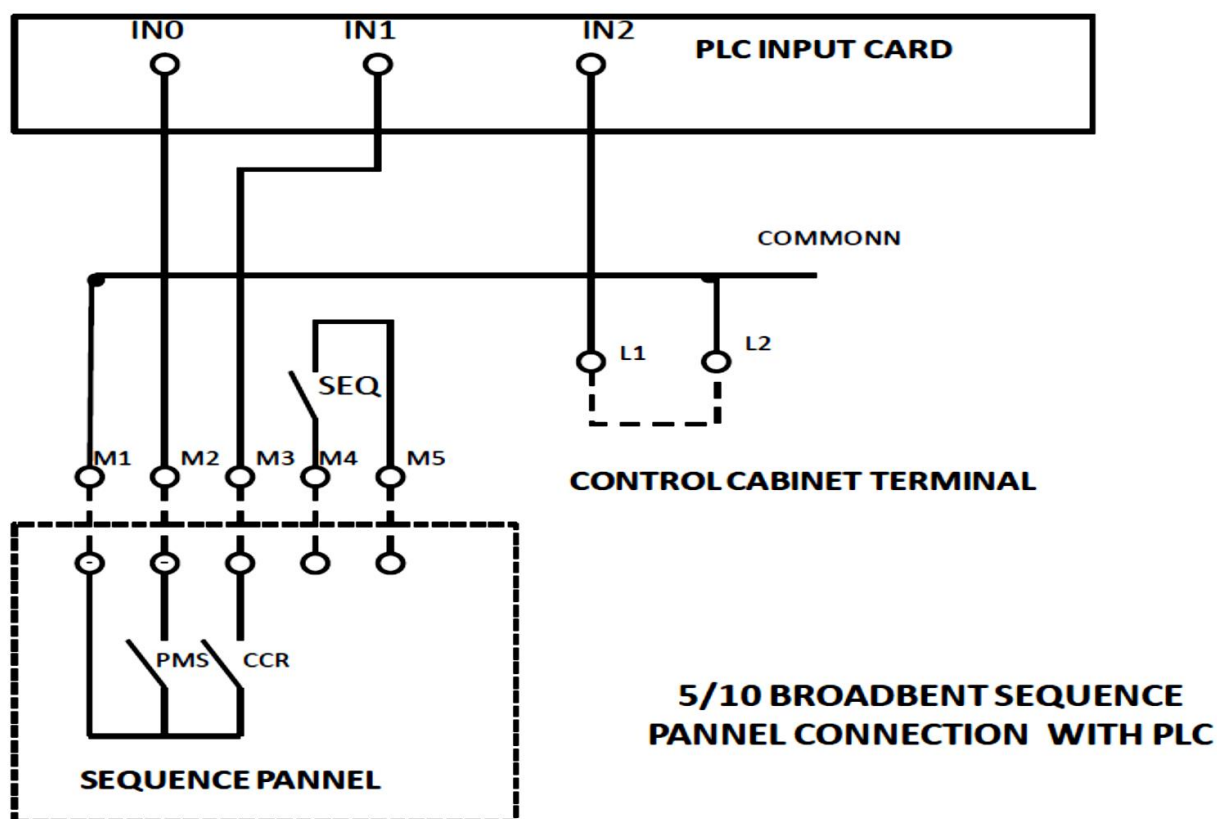 IN0 IN1 IN2 PLC INPUT CARD
COMMONN
L1 L2
SEQ
M1 M2 M3 M4 M5
CONTROL CABINET TERMINAL
- -
PMS CCR
5/10 BROADBENT SEQUENCE
PANNEL CONNECTION WITH PLC
SEQUENCE PANNEL